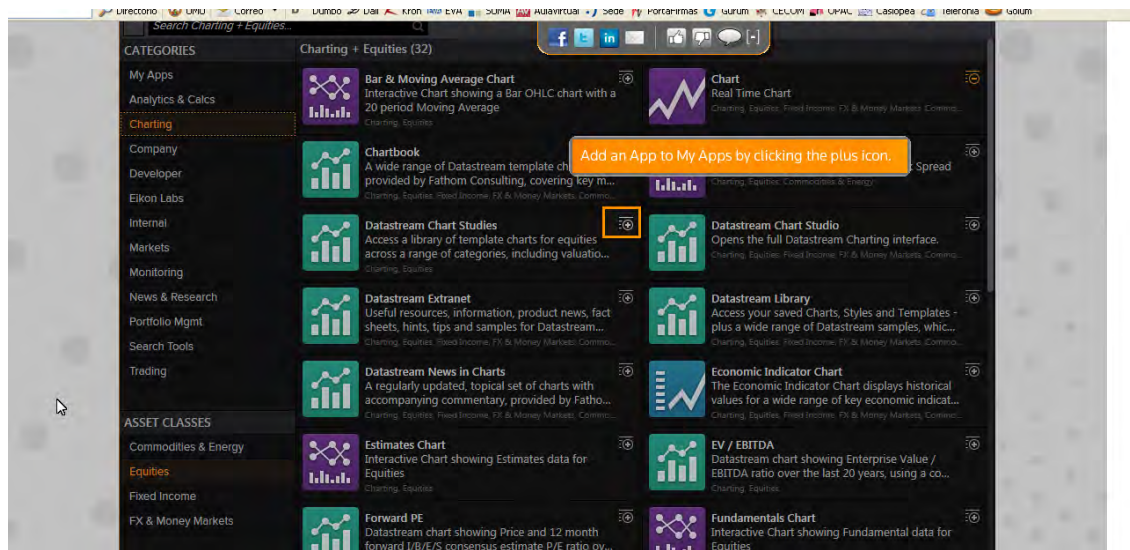 Directorio UMU Correo Dumbo Dali Kron EVA SUMA AulaVirtual Sede PortaFirmas Gurum CECOM OPAC Casiopea Telefonía Golum
Search Charting + Equities...
CATEGORIES
My Apps
Analytics & Calcs
Charting
Company
Developer
Eikon Labs
Internal
Markets
Monitoring
News & Research
Portfolio Mgmt
Search Tools
Trading
ASSET CLASSES
Commodities & Energy
Equities
Fixed Income
FX & Money Markets
Charting + Equities (32)
[-]
Bar & Moving Average Chart
Interactive Chart showing a Bar OHLC chart with a
20 period Moving Average
Charting, Equities
Chart
Real Time Chart
Charting, Equities, Fixed Income, FX & Money Markets, Commo...
Add an App to My Apps by clicking the plus icon.
Chartbook
A wide range of Datastream template
provided by Fathom Consulting, covering key m...
Charting, Equities, Fixed Income, FX & Money Markets, Commo...
Spread
Charting, Equities, Commodities & Energy
Datastream Chart Studies
Access a library of template charts for equities
across a range of categories, including valuatio...
Charting, Equities
Datastream Chart Studio
Opens the full Datastream Charting interface.
Charting, Equities, Fixed Income, FX & Money Markets, Commo...
Datastream Extranet
Useful resources, information, product news, fact
sheets, hints, tips and samples for Datastream...
Charting, Equities, Fixed Income, FX & Money Markets, Commo...
Datastream Library
Access your saved Charts, Styles and Templates -
plus a wide range of Datastream samples, whic...
Charting, Equities, Fixed Income, FX & Money Markets, Commo...
Datastream News in Charts
A regularly updated, topical set of charts with
accompanying commentary, provided by Fatho...
Charting, Equities, Fixed Income, FX & Money Markets, Commo...
Economic Indicator Chart
The Economic Indicator Chart displays historical
values for a wide range of key economic indicat...
Charting, Equities, Fixed Income, FX & Money Markets, Commo...
Estimates Chart
Interactive Chart showing Estimates data for
Equities
Charting, Equities
EV / EBITDA
Datastream chart showing Enterprise Value /
EBITDA ratio over the last 20 years, using a co...
Charting, Equities
Forward PE
Datastream chart showing Price and 12 month
forward I/B/E/S consensus estimate P/E ratio ov...
Fundamentals Chart
Interactive Chart showing Fundamental data for
Equities